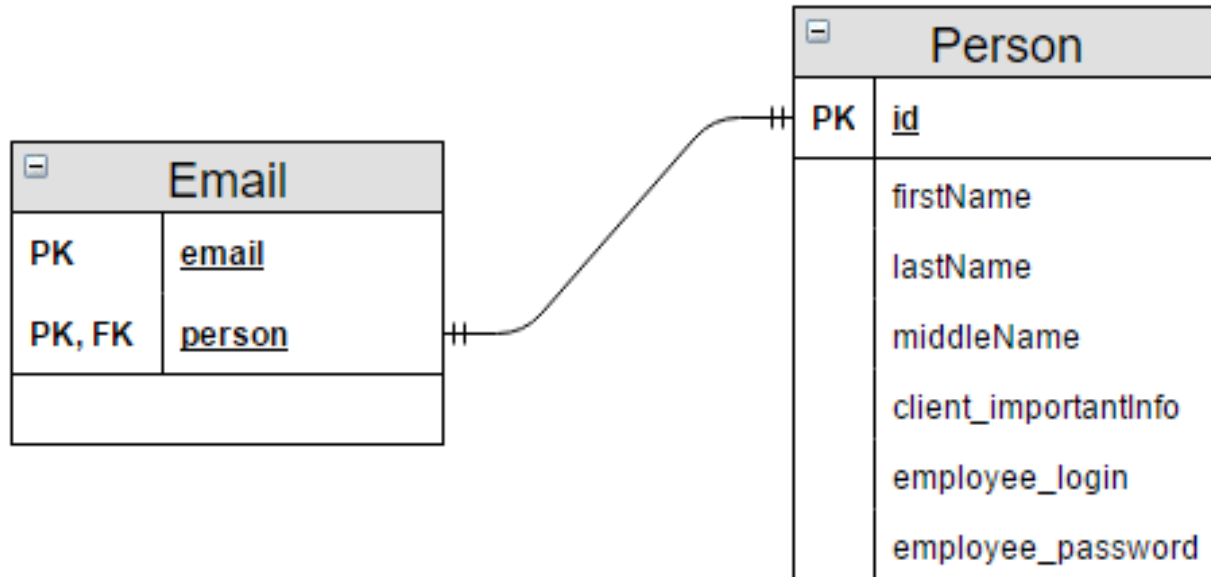 Email
PK email
PK, FK person
Person
PK id
firstName
lastName
middleName
client_importantInfo
employee_login
employee_password